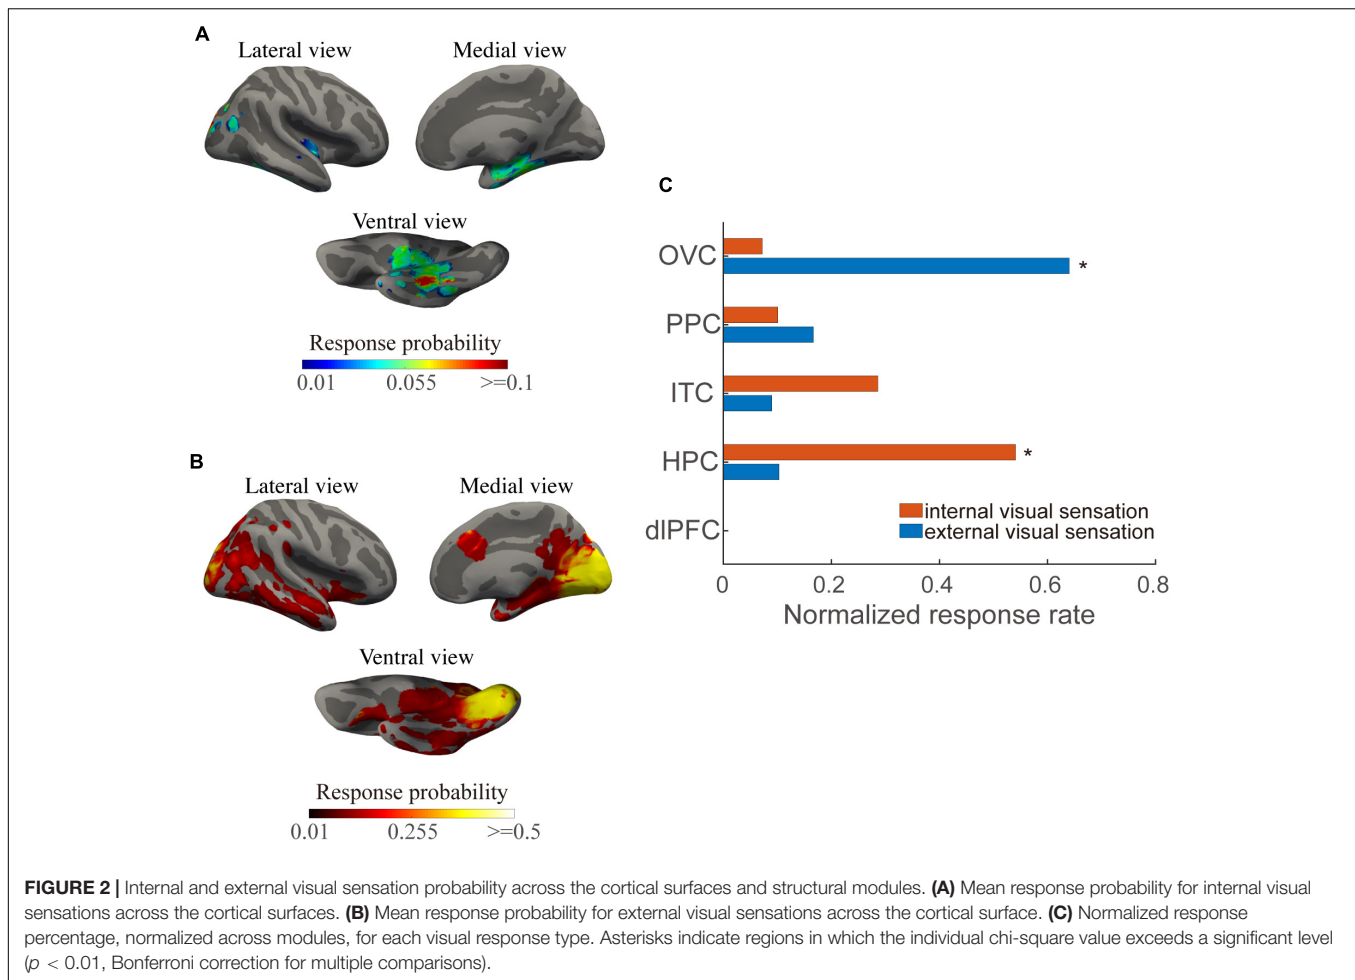 A
Lateral view
Medial view
Ventral view
Response probability
0.01 0.055 >=0.1
B
Lateral view
Medial view
Ventral view
Response probability
0.01 0.255 >=0.5
C
OVC
*
PPC
ITC
HPC
*
dlPFC
internal visual sensation
external visual sensation
0 0.2 0.4 0.6 0.8
Normalized response rate
FIGURE 2 | Internal and external visual sensation probability across the cortical surfaces and structural modules. (A) Mean response probability for internal visual
sensations across the cortical surfaces. (B) Mean response probability for external visual sensations across the cortical surface. (C) Normalized response
percentage, normalized across modules, for each visual response type. Asterisks indicate regions in which the individual chi-square value exceeds a significant level
(p < 0.01, Bonferroni correction for multiple comparisons).